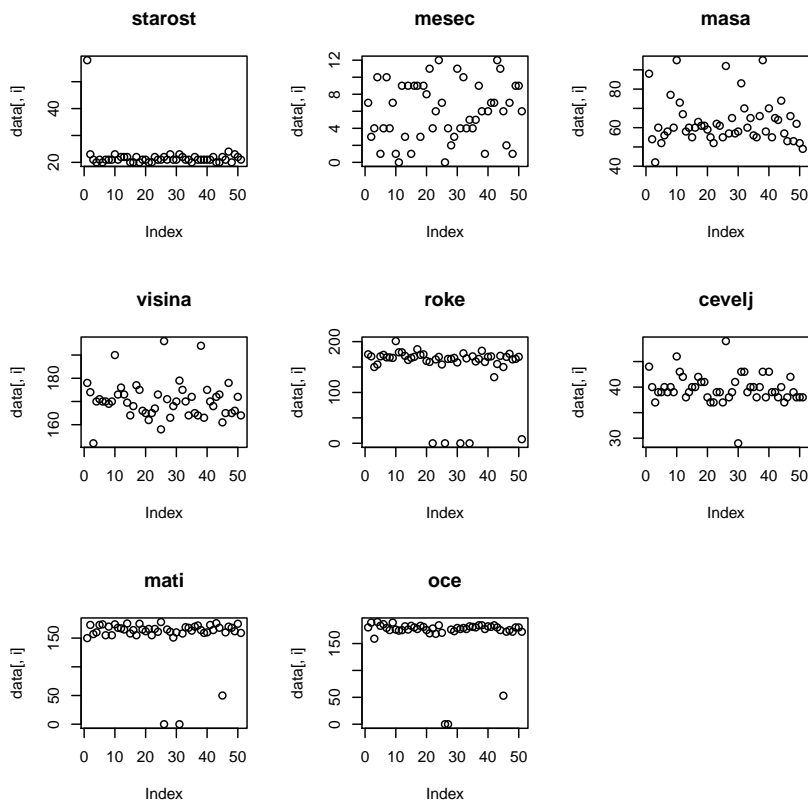 starost
data[, i]
20 40
0 10 20 30 40 50
Index
mesec
data[, i]
0 4 8 12
0 10 20 30 40 50
Index
masa
data[, i]
40 60 80
0 10 20 30 40 50
Index
visina
data[, i]
160 170 180
0 10 20 30 40 50
Index
roke
data[, i]
0 50 100 200
0 10 20 30 40 50
Index
cevelj
data[, i]
30 40
0 10 20 30 40 50
Index
mati
data[, i]
0 50 150
0 10 20 30 40 50
Index
oce
data[, i]
0 50 150
0 10 20 30 40 50
Index